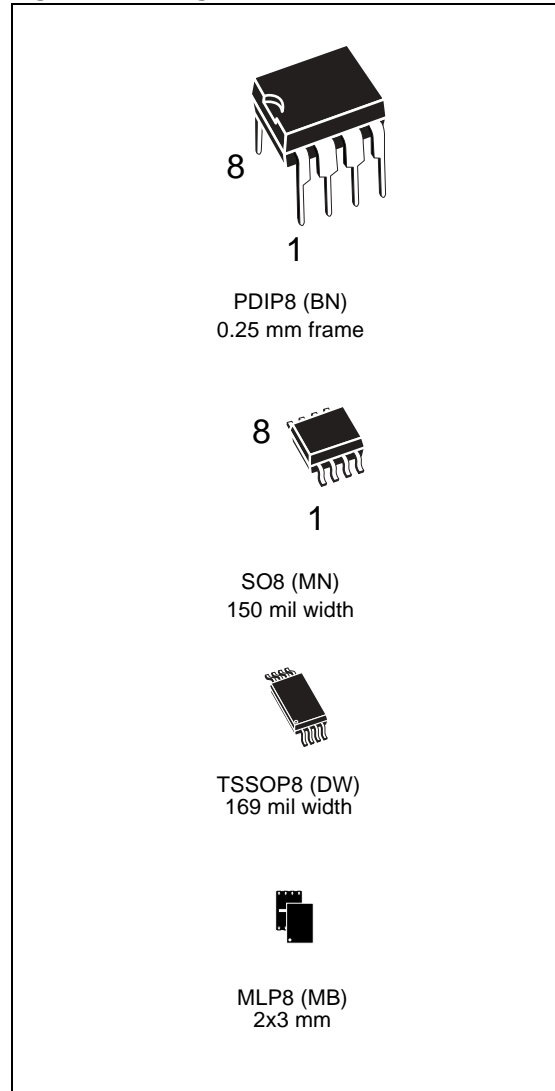 8
1
PDIP8 (BN)
0.25 mm frame
8
1
SO8 (MN)
150 mil width
TSSOP8 (DW)
169 mil width
MLP8 (MB)
2x3 mm